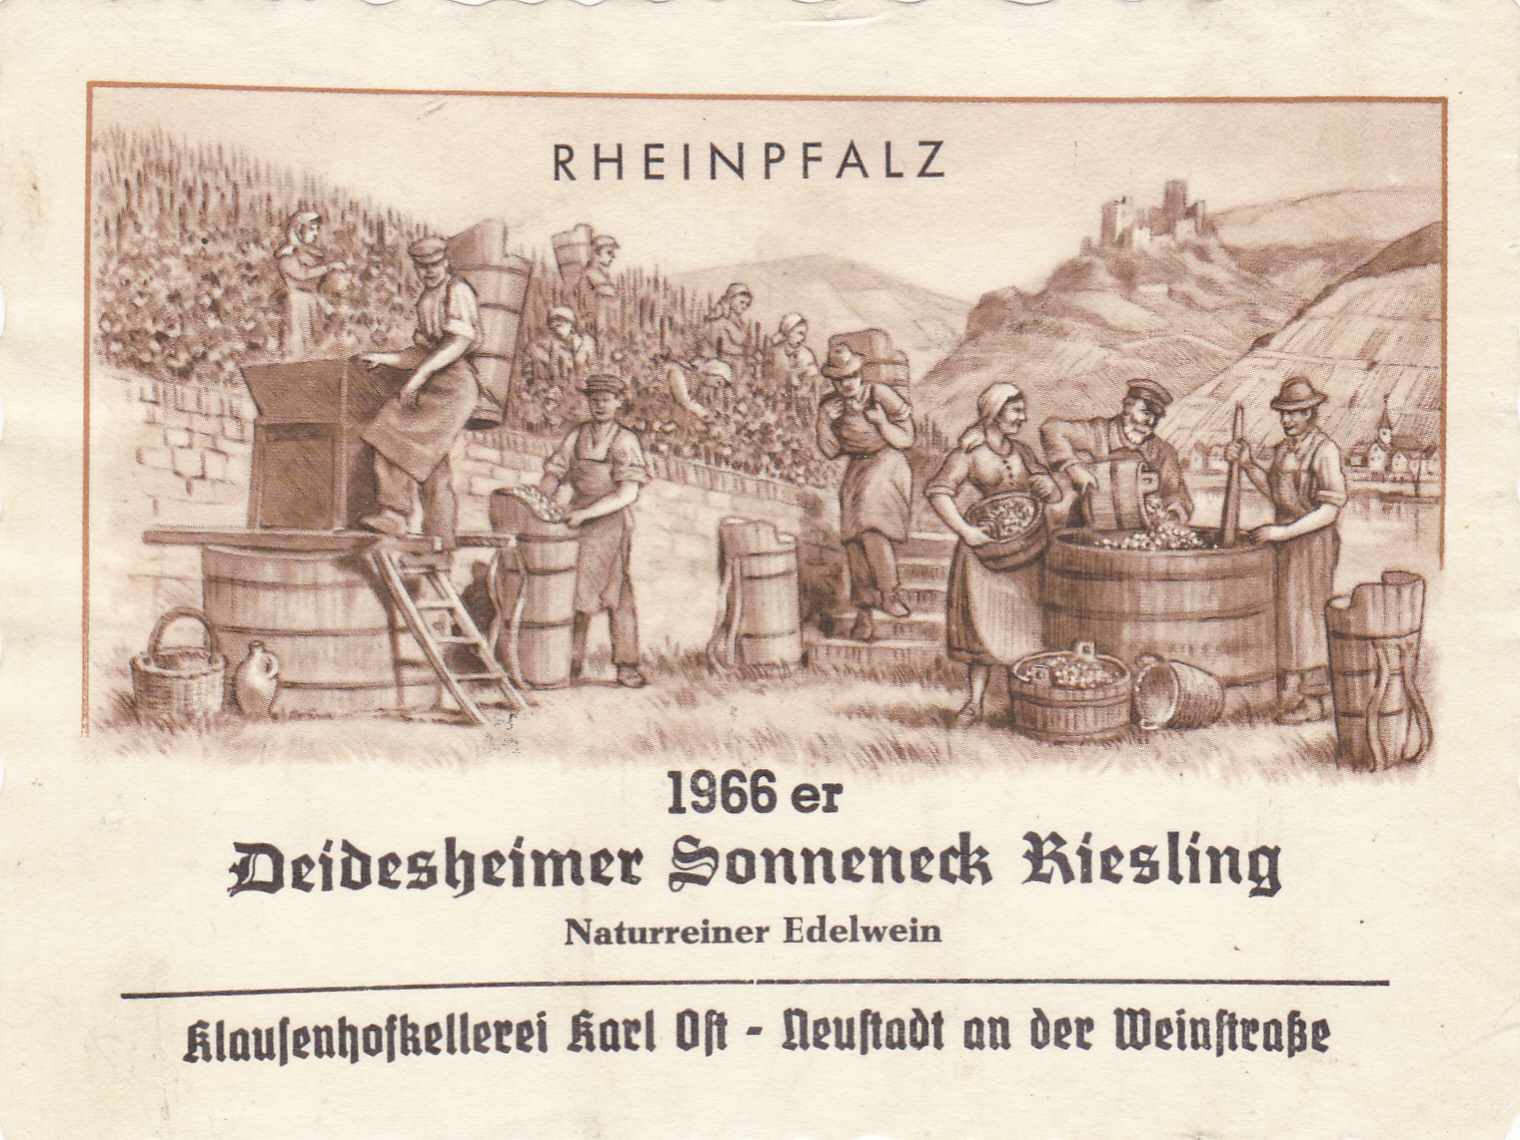 RHEINPFALZ
1966 er
Deidesheimer Sonneneck Riesling
Naturreiner Edelwein
Klauſenhofkellerei Karl Oſt - Neuſtadt an der Weinſtraße